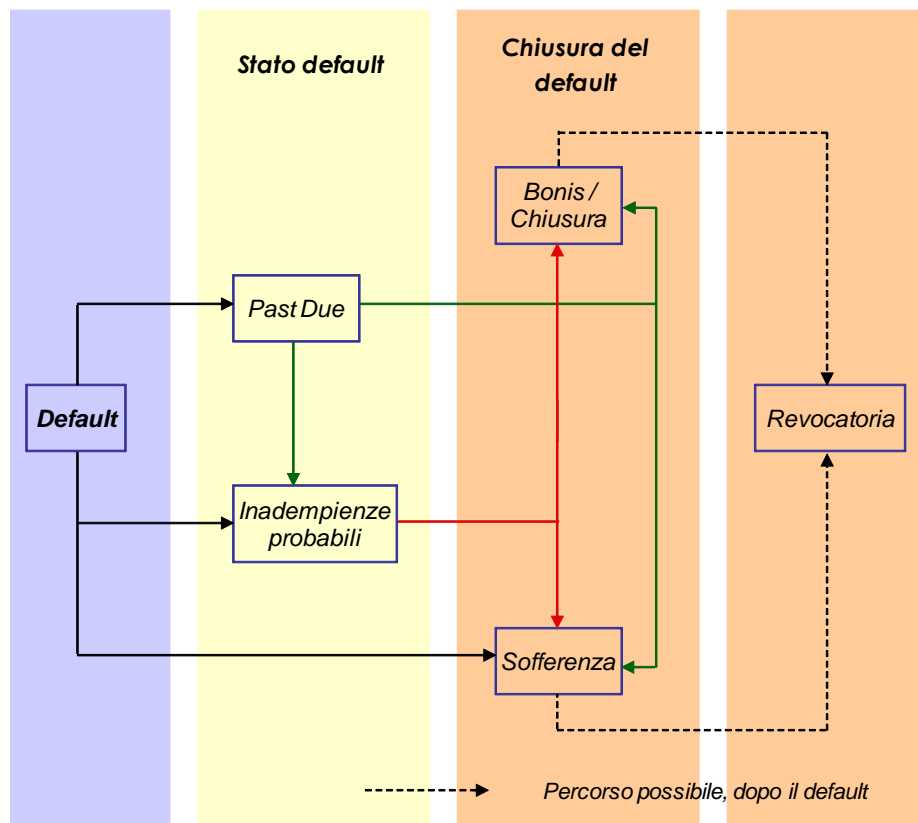 Stato default
Chiusura del
default
Bonis /
Chiusura
Past Due
Default
Revocatoria
Inadempienze
probabili
Sofferenza
Percorso possibile, dopo il default